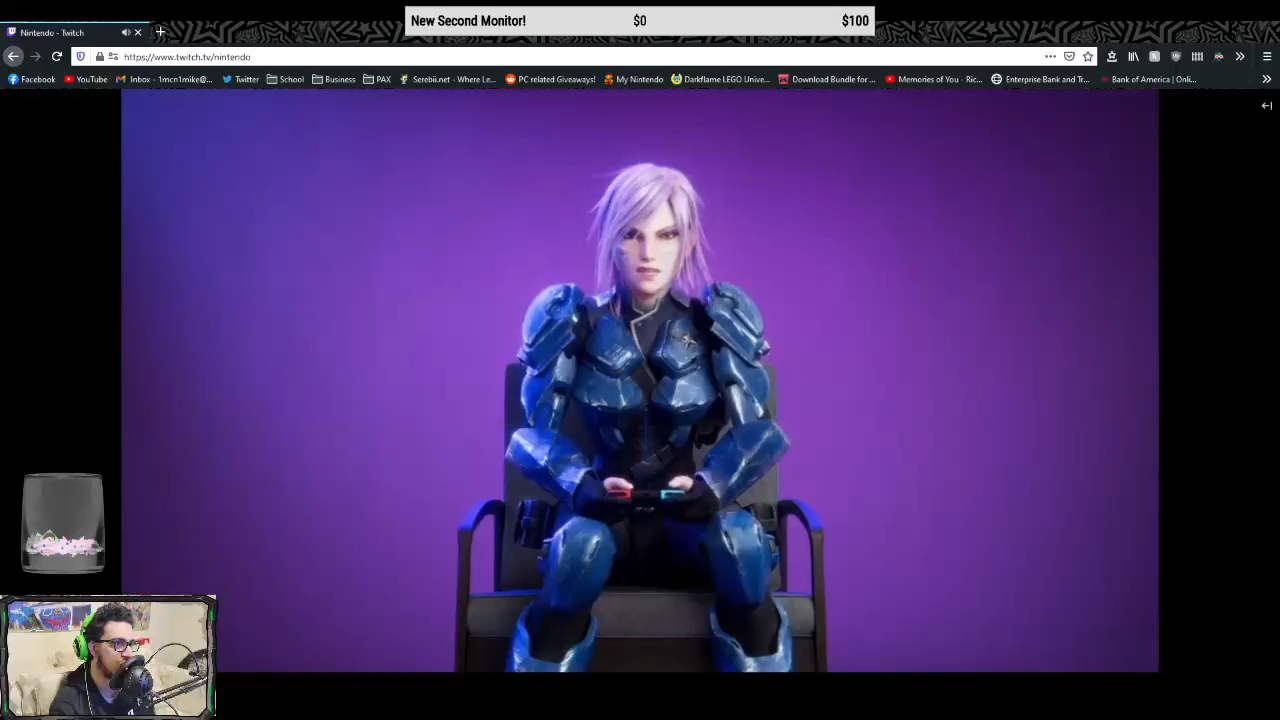 New Second Monitor! $0 $100
Nintendo - Twitch
https://www.twitch.tv/nintendo
Facebook YouTube Inbox - 1mcn1mike@... Twitter School Business PAX Serebii.net - Where Le... PC related Giveaways! My Nintendo Darkflame LEGO Unive... Download Bundle for ... Memories of You - Ric... Enterprise Bank and Tr... Bank of America | Onli...